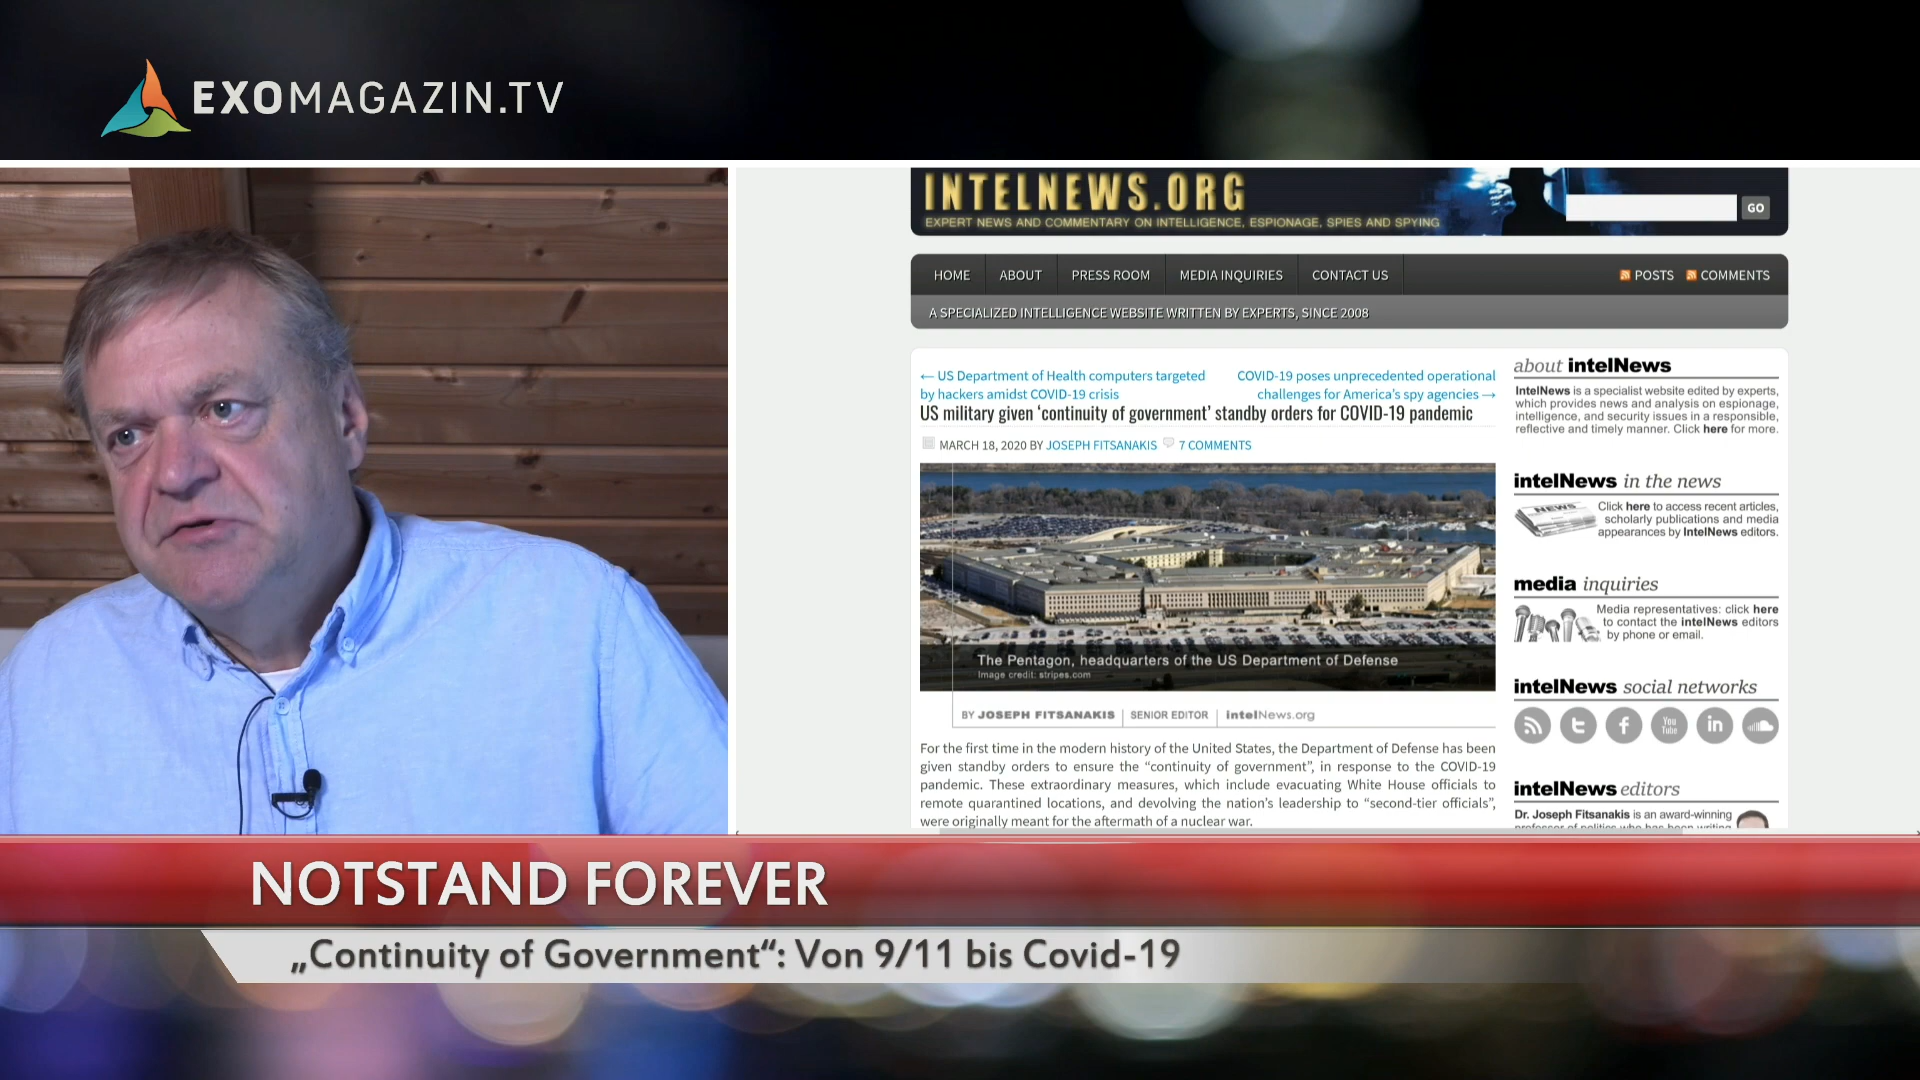 EXOMAGAZIN.TV
INTELNEWS.ORG
EXPERT NEWS AND COMMENTARY ON INTELLIGENCE, ESPIONAGE, SPIES AND SPYING
GO
HOME
ABOUT
PRESS ROOM
MEDIA INQUIRIES
CONTACT US
POSTS
COMMENTS
A SPECIALIZED INTELLIGENCE WEBSITE WRITTEN BY EXPERTS, SINCE 2008
← US Department of Health computers targeted
by hackers amidst COVID-19 crisis
COVID-19 poses unprecedented operational
challenges for America's spy agencies →
US military given ‘continuity of government’ standby orders for COVID-19 pandemic
MARCH 18, 2020 BY JOSEPH FITSANAKIS 7 COMMENTS
The Pentagon, headquarters of the US Department of Defense
Image credit: stripes.com
BY JOSEPH FITSANAKIS | SENIOR EDITOR | intelNews.org
For the first time in the modern history of the United States, the Department of Defense has been
given standby orders to ensure the “continuity of government”, in response to the COVID-19
pandemic. These extraordinary measures, which include evacuating White House officials to
remote quarantined locations, and devolving the nation's leadership to “second-tier officials”,
were originally meant for the aftermath of a nuclear war.
about intelNews
IntelNews is a specialist website edited by experts,
which provides news and analysis on espionage,
intelligence, and security issues in a responsible,
reflective and timely manner. Click here for more.
intelNews in the news
NEWS
Click here to access recent articles,
scholarly publications and media
appearances by IntelNews editors.
media inquiries
Media representatives: click here
to contact the intelNews editors
by phone or email.
intelNews social networks
You
Tube
in
intelNews editors
Dr. Joseph Fitsanakis is an award-winning
professor of politics who has been writing
NOTSTAND FOREVER
„Continuity of Government“: Von 9/11 bis Covid-19